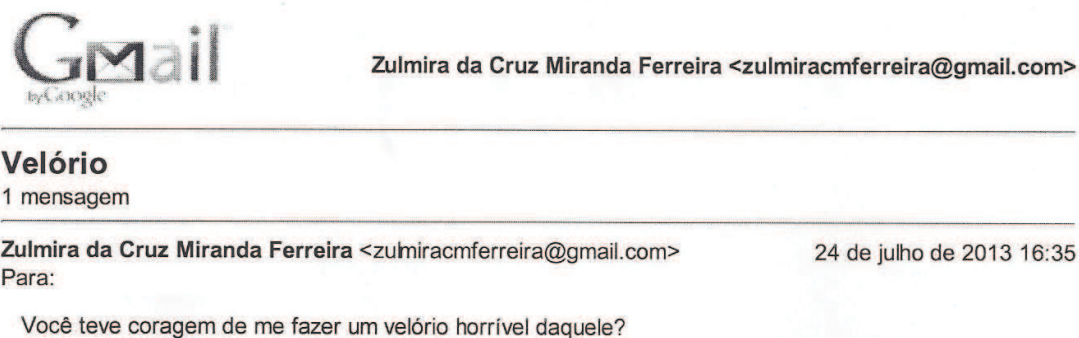 Gmail
by Google
Zulmira da Cruz Miranda Ferreira <zulmiracmferreira@gmail.com>
Velório
1 mensagem
Zulmira da Cruz Miranda Ferreira <zulmiracmferreira@gmail.com> 24 de julho de 2013 16:35
Para:
Você teve coragem de me fazer um velório horrível daquele?